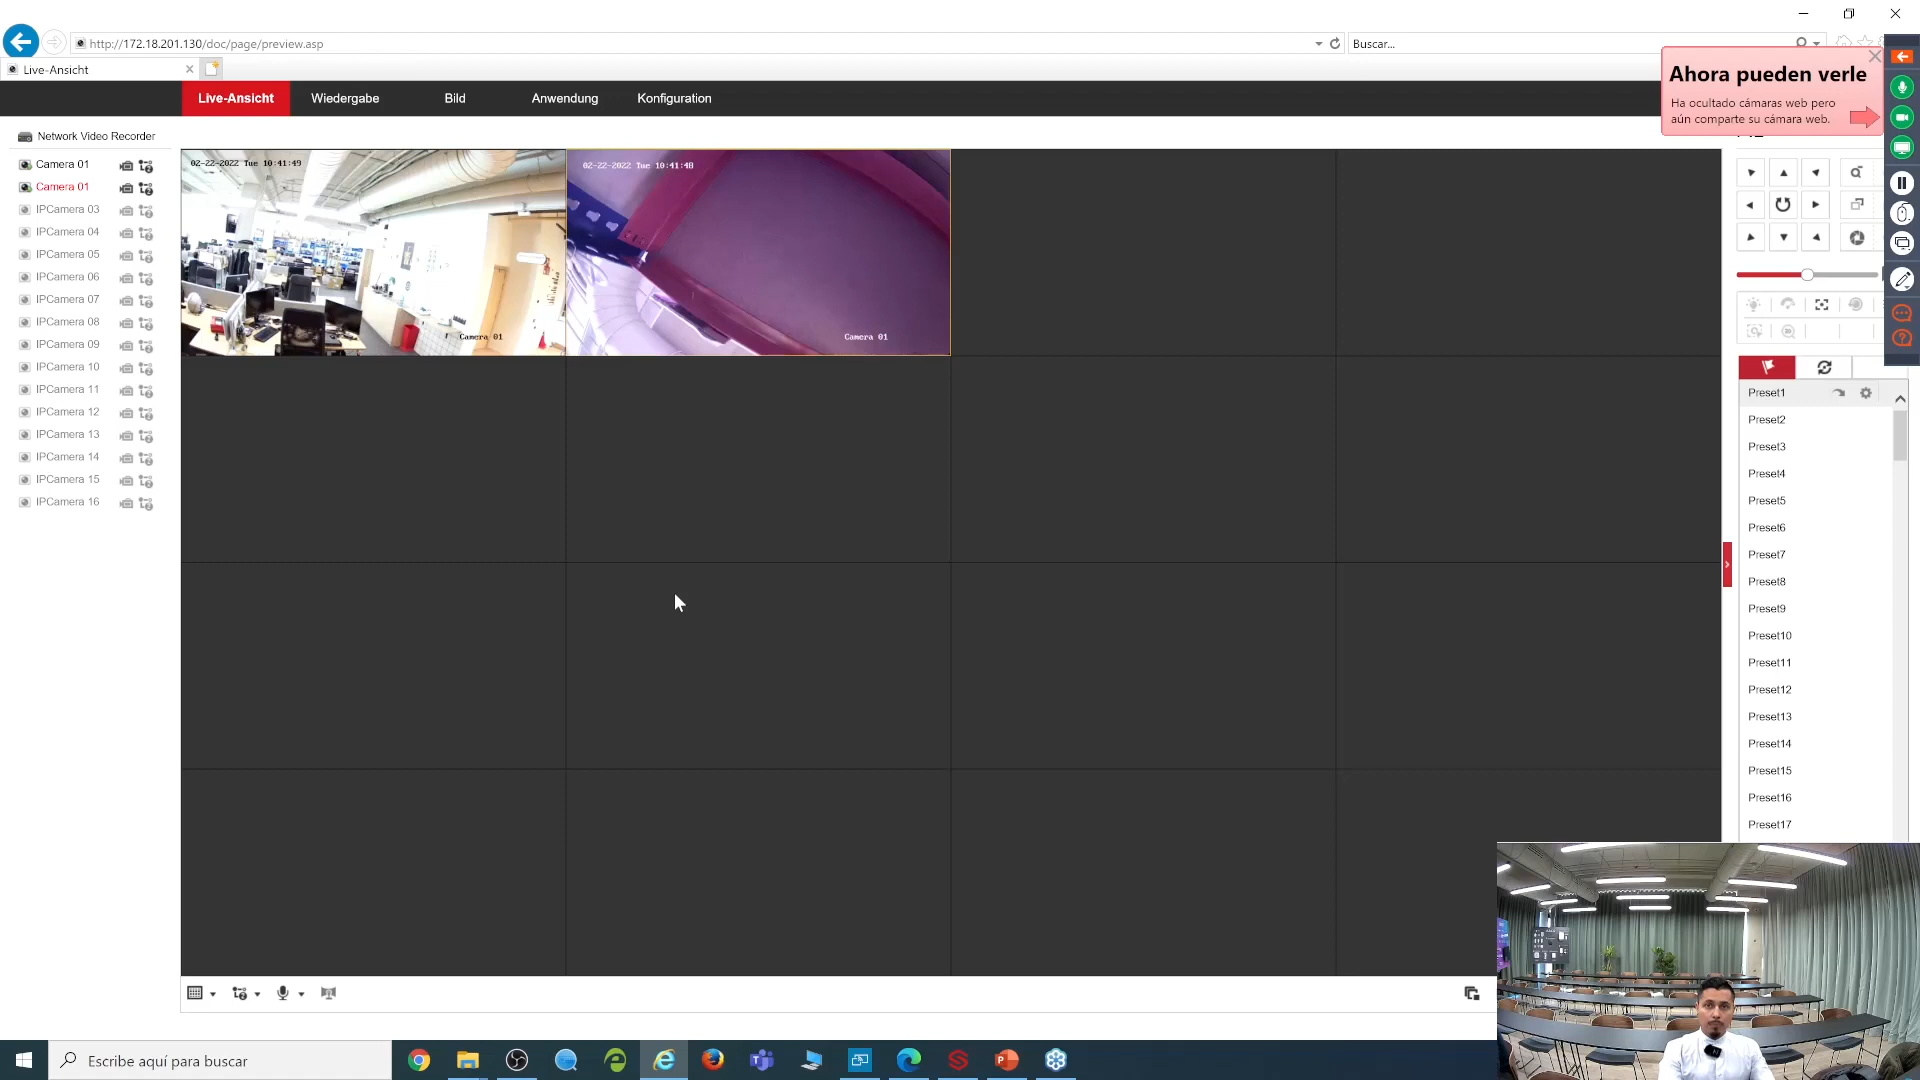 http://172.18.201.130/doc/page/preview.asp
Buscar...
Live-Ansicht
Ahora pueden verle
Ha ocultado cámaras web pero
aún comparte su cámara web.
Live-Ansicht
Wiedergabe
Bild
Anwendung
Konfiguration
Network Video Recorder
Camera 01
Camera 01
IPCamera 03
IPCamera 04
IPCamera 05
IPCamera 06
IPCamera 07
IPCamera 08
IPCamera 09
IPCamera 10
IPCamera 11
IPCamera 12
IPCamera 13
IPCamera 14
IPCamera 15
IPCamera 16
02-22-2022 Tue 10:41:49
Camera 01
02-22-2022 Tue 10:41:48
Camera 01
Preset1
Preset2
Preset3
Preset4
Preset5
Preset6
Preset7
Preset8
Preset9
Preset10
Preset11
Preset12
Preset13
Preset14
Preset15
Preset16
Preset17
Escribe aquí para buscar